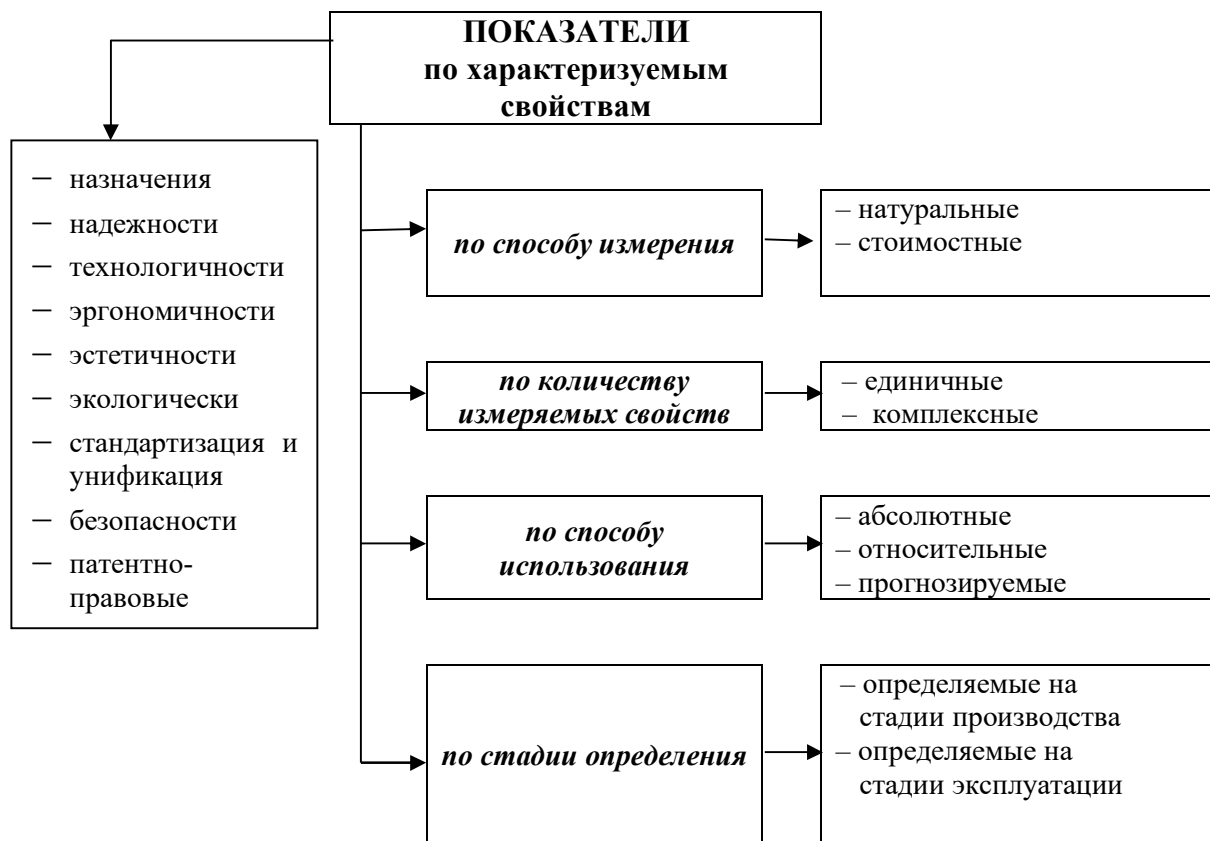 ПОКАЗАТЕЛИ
по характеризуемым
свойствам
— назначения
— надежности
— технологичности
— эргономичности
— эстетичности
— экологически
— стандартизация и
унификация
— безопасности
— патентно-
правовые
по способу измерения
– натуральные
– стоимостные
по количеству
измеряемых свойств
– единичные
– комплексные
по способу
использования
– абсолютные
– относительные
– прогнозируемые
по стадии определения
– определяемые на
стадии производства
– определяемые на
стадии эксплуатации